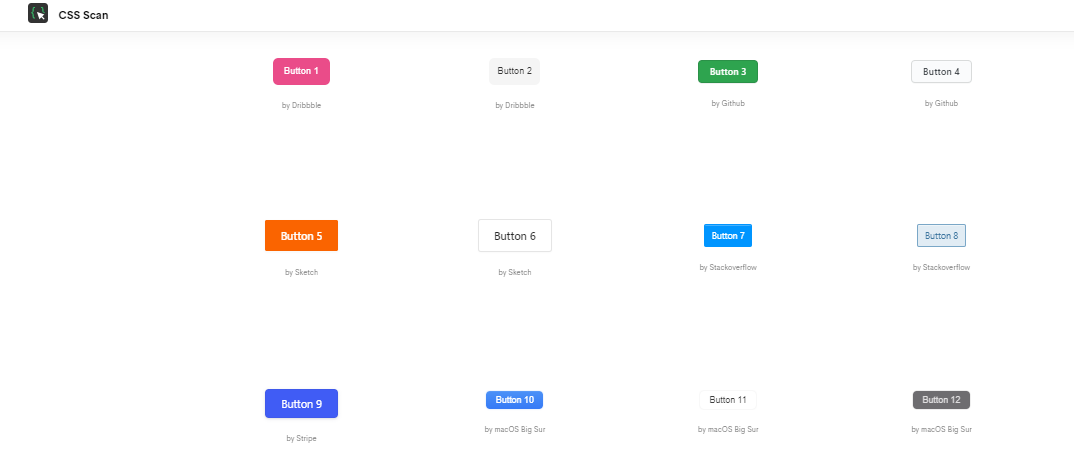 CSS Scan
Button 1
Button 2
Button 3
Button 4
by Dribbble
by Dribbble
by Github
by Github
Button 5
Button 6
Button 7
Button 8
by Sketch
by Sketch
by Stackoverflow
by Stackoverflow
Button 9
Button 10
Button 11
Button 12
by Stripe
by macOS Big Sur
by macOS Big Sur
by macOS Big Sur